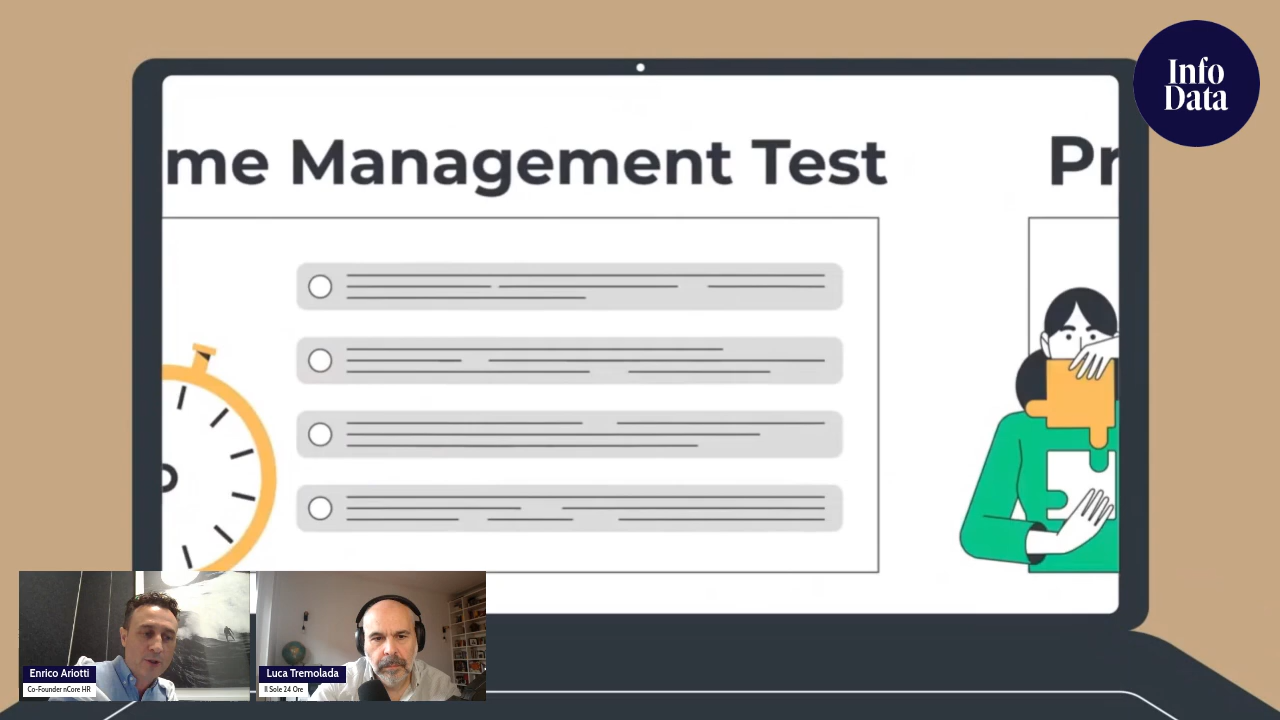 Info
Data
me Management Test
Pr
Enrico Ariotti
Co-Founder nCore HR
Luca Tremolada
Il Sole 24 Ore